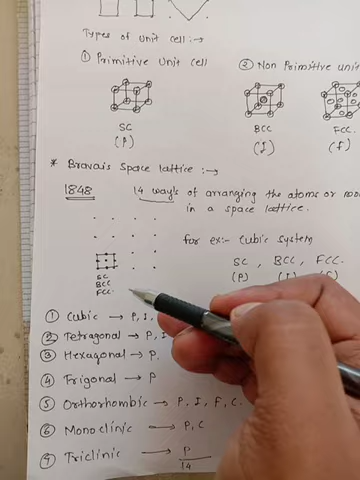 Types of Unit cell:→
① Primitive Unit cell ② Non Primitive unit
SC BCC FCC
(P) (I) (F)
* Bravais space lattice:→
1848 14 ways of arranging the atoms or
in a space lattice.
for ex:- Cubic System
SC, BCC, FCC.
(P) (I) (F)
SC
BCC
FCC.
① Cubic → P, I,
② Tetragonal → P, I
③ Hexagonal → P.
④ Trigonal → P
⑤ Orthorhombic → P, I, F, C.
⑥ Monoclinic → P, C
⑦ Triclinic → P
14